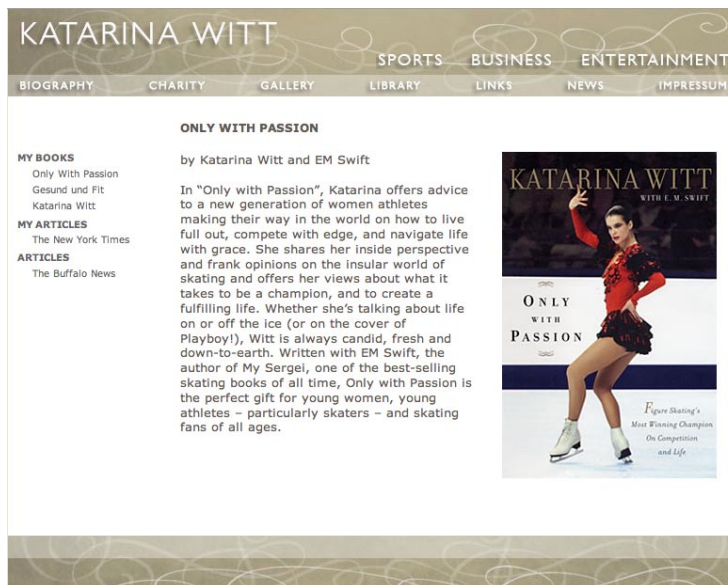 KATARINA WITT
SPORTS BUSINESS ENTERTAINMENT
BIOGRAPHY CHARITY GALLERY LIBRARY LINKS NEWS IMPRESSUM
MY BOOKS
Only With Passion
Gesund und Fit
Katarina Witt
MY ARTICLES
The New York Times
ARTICLES
The Buffalo News
ONLY WITH PASSION
by Katarina Witt and EM Swift
In “Only with Passion”, Katarina offers advice
to a new generation of women athletes
making their way in the world on how to live
full out, compete with edge, and navigate life
with grace. She shares her inside perspective
and frank opinions on the insular world of
skating and offers her views about what it
takes to be a champion, and to create a
fulfilling life. Whether she’s talking about life
on or off the ice (or on the cover of
Playboy!), Witt is always candid, fresh and
down-to-earth. Written with EM Swift, the
author of My Sergei, one of the best-selling
skating books of all time, Only with Passion is
the perfect gift for young women, young
athletes – particularly skaters – and skating
fans of all ages.
KATARINA WITT
WITH E. M. SWIFT
ONLY
WITH
PASSION
Figure Skating's
Most Winning Champion
On Competition
and Life